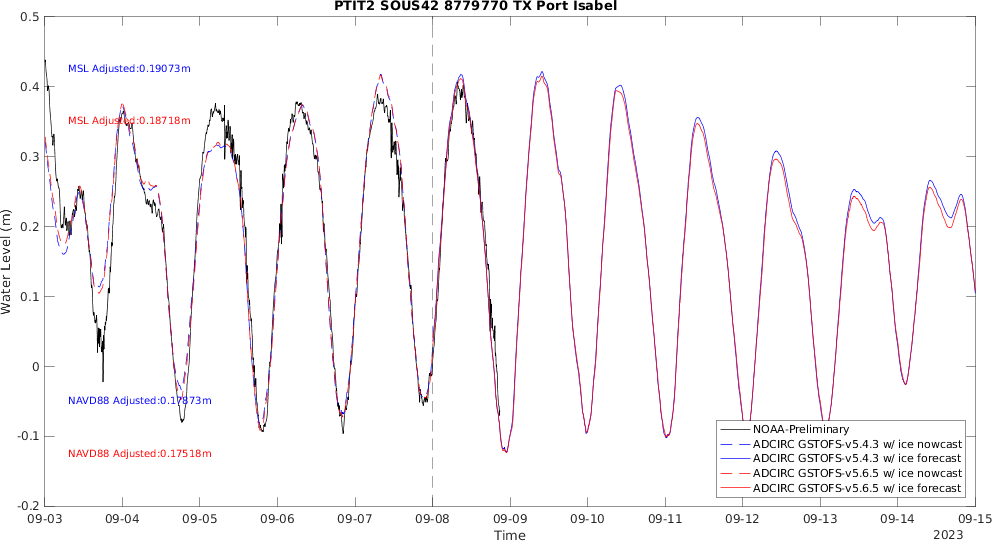 PTIT2 SOUS42 8779770 TX Port Isabel
0.5
0.4
0.3
0.2
0.1
0
-0.1
-0.2
Water Level (m)
MSL Adjusted:0.19073m
MSL Adjusted:0.18718m
NAVD88 Adjusted:0.17873m
NAVD88 Adjusted:0.17518m
NOAA-Preliminary
ADCIRC GSTOFS-v5.4.3 w/ ice nowcast
ADCIRC GSTOFS-v5.4.3 w/ ice forecast
ADCIRC GSTOFS-v5.6.5 w/ ice nowcast
ADCIRC GSTOFS-v5.6.5 w/ ice forecast
09-03 09-04 09-05 09-06 09-07 09-08 09-09 09-10 09-11 09-12 09-13 09-14 09-15
Time
2023